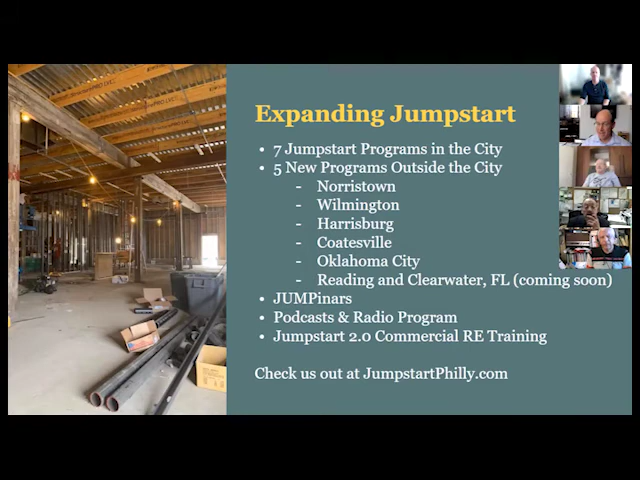 Expanding Jumpstart
• 7 Jumpstart Programs in the City
• 5 New Programs Outside the City
- Norristown
- Wilmington
- Harrisburg
- Coatesville
- Oklahoma City
- Reading and Clearwater, FL (coming soon)
• JUMPinars
• Podcasts & Radio Program
• Jumpstart 2.0 Commercial RE Training
Check us out at JumpstartPhilly.com